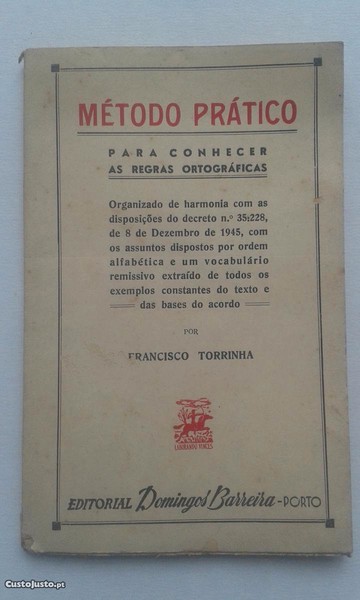 MÉTODO PRÁTICO
PARA CONHECER
AS REGRAS ORTOGRÁFICAS
Organizado de harmonia com as
disposições do decreto n.º 35:228,
de 8 de Dezembro de 1945, com
os assuntos dispostos por ordem
alfabética e um vocabulário
remissivo extraído de todos os
exemplos constantes do texto e
das bases do acordo
POR
FRANCISCO TORRINHA
LABORANDO VINCES
EDITORIAL Domingos Barreira - PORTO
CustoJusto.pt